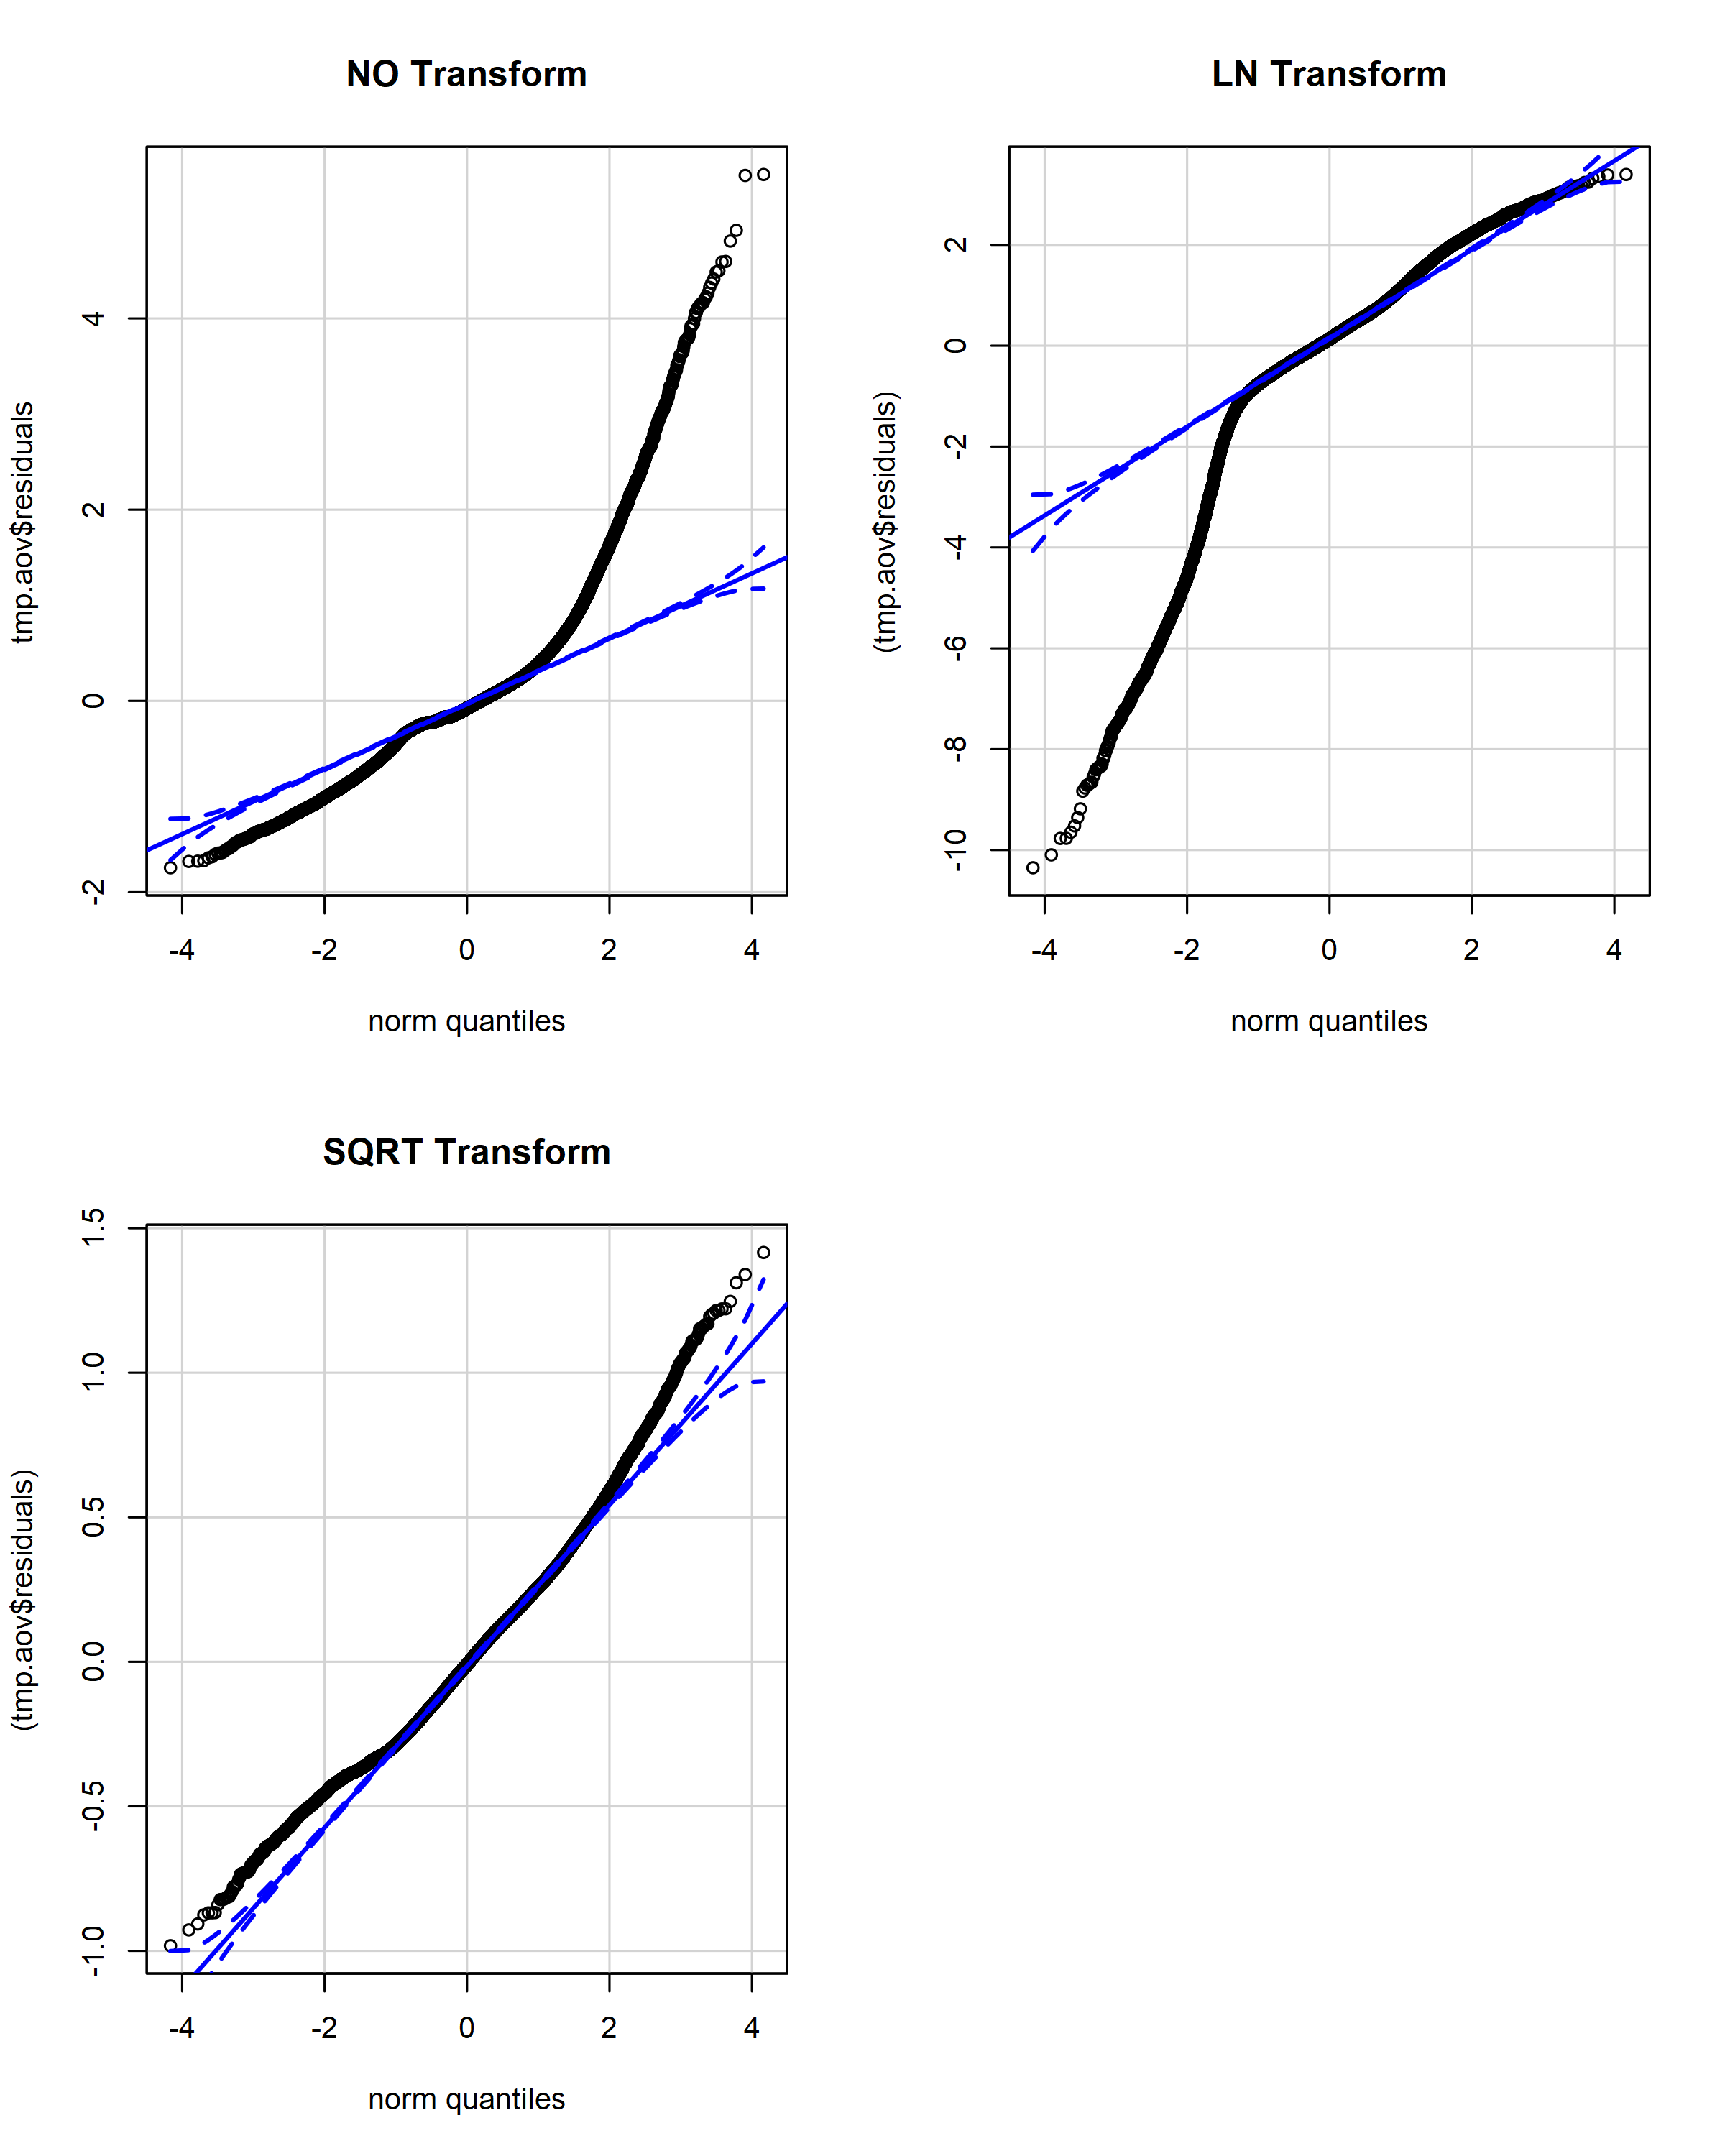 NO Transform
tmp.aov$residuals
4
2
0
-2
-4 -2 0 2 4
norm quantiles
LN Transform
(tmp.aov$residuals)
2
0
-2
-4
-6
-8
-10
-4 -2 0 2 4
norm quantiles
SQRT Transform
(tmp.aov$residuals)
1.5
1.0
0.5
0.0
-0.5
-1.0
-4 -2 0 2 4
norm quantiles